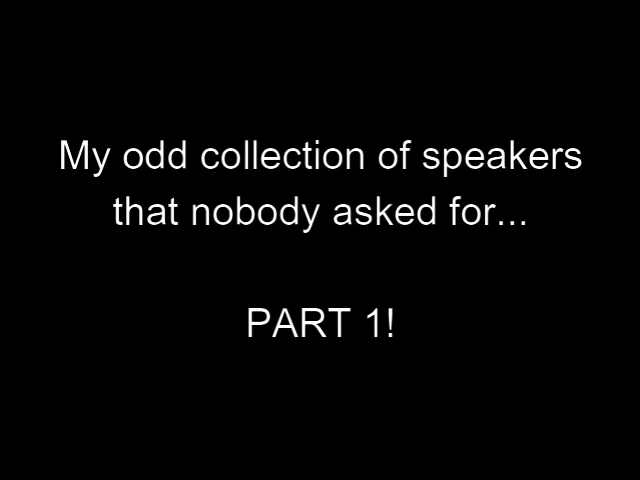 My odd collection of speakers
that nobody asked for...
PART 1!